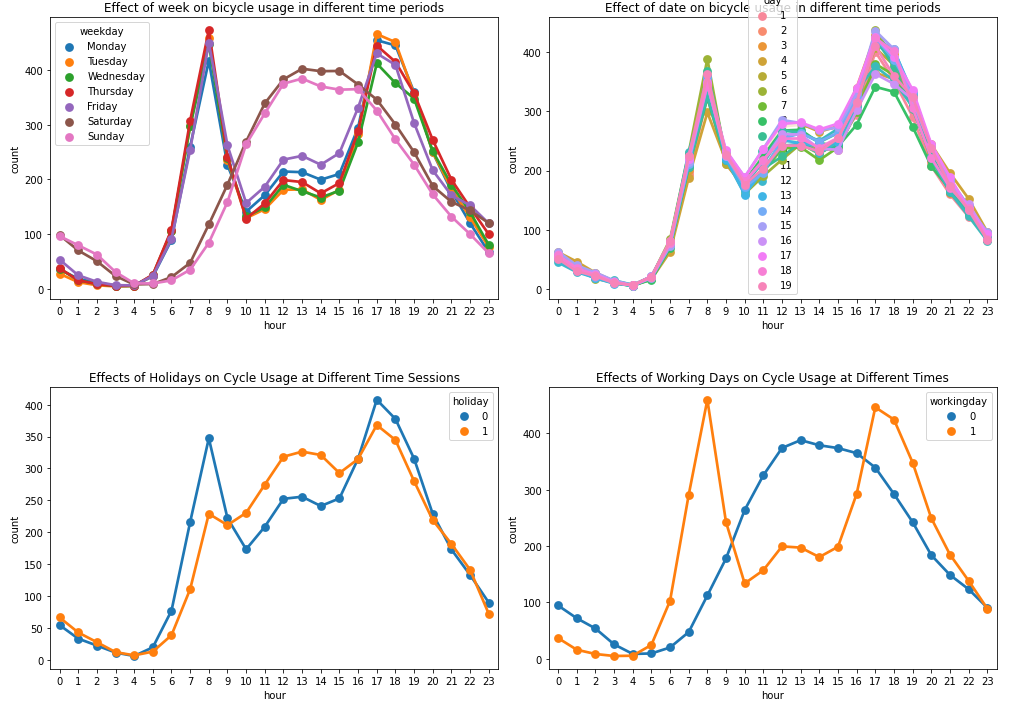 Effect of week on bicycle usage in different time periods
weekday
Monday
Tuesday
Wednesday
Thursday
Friday
Saturday
Sunday
400
300
200
100
0
count
0 1 2 3 4 5 6 7 8 9 10 11 12 13 14 15 16 17 18 19 20 21 22 23
hour
Effect of date on bicycle usage in different time periods
day
1
2
3
4
5
6
7
11
12
13
14
15
16
17
18
19
400
300
200
100
0
count
0 1 2 3 4 5 6 7 8 9 10 11 12 13 14 15 16 17 18 19 20 21 22 23
hour
Effects of Holidays on Cycle Usage at Different Time Sessions
holiday
0
1
400
350
300
250
200
150
100
50
0
count
0 1 2 3 4 5 6 7 8 9 10 11 12 13 14 15 16 17 18 19 20 21 22 23
hour
Effects of Working Days on Cycle Usage at Different Times
workingday
0
1
400
300
200
100
0
count
0 1 2 3 4 5 6 7 8 9 10 11 12 13 14 15 16 17 18 19 20 21 22 23
hour